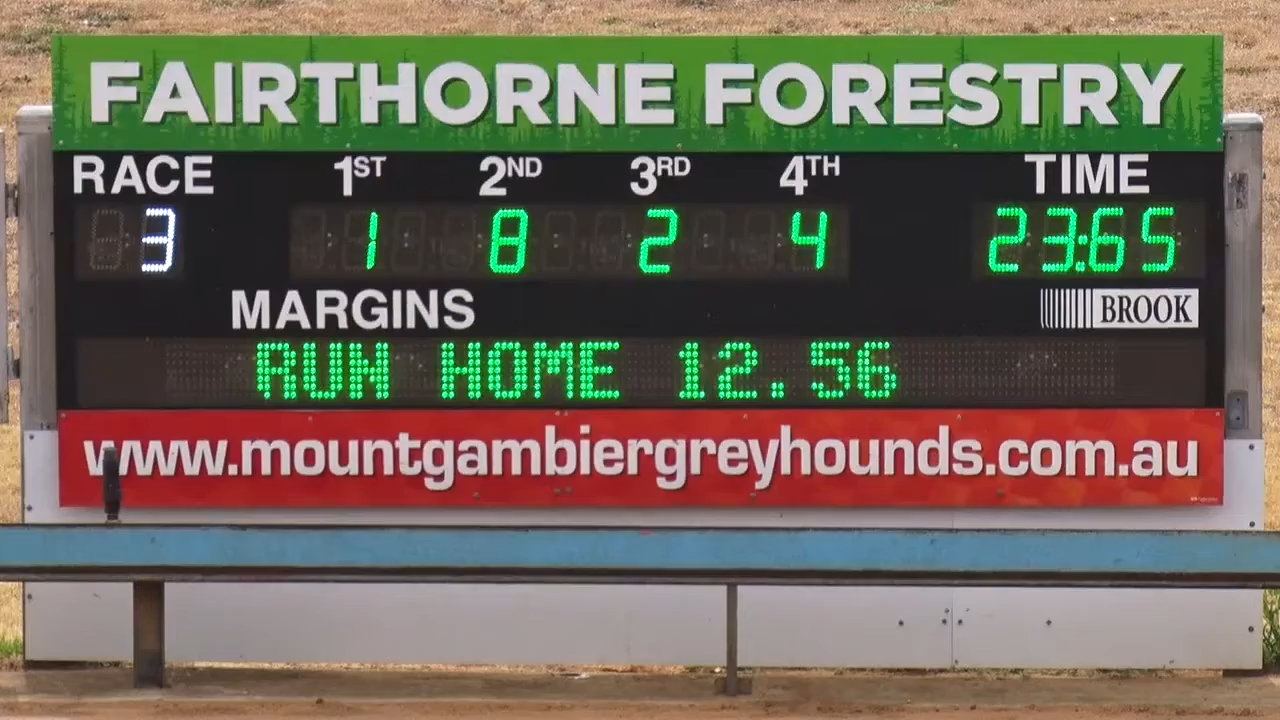 FAIRTHORNE FORESTRY
RACE 1ST 2ND 3RD 4TH TIME
3 1 8 2 4 23:65
MARGINS BROOK
RUN HOME 12.56
www.mountgambiergreyhounds.com.au